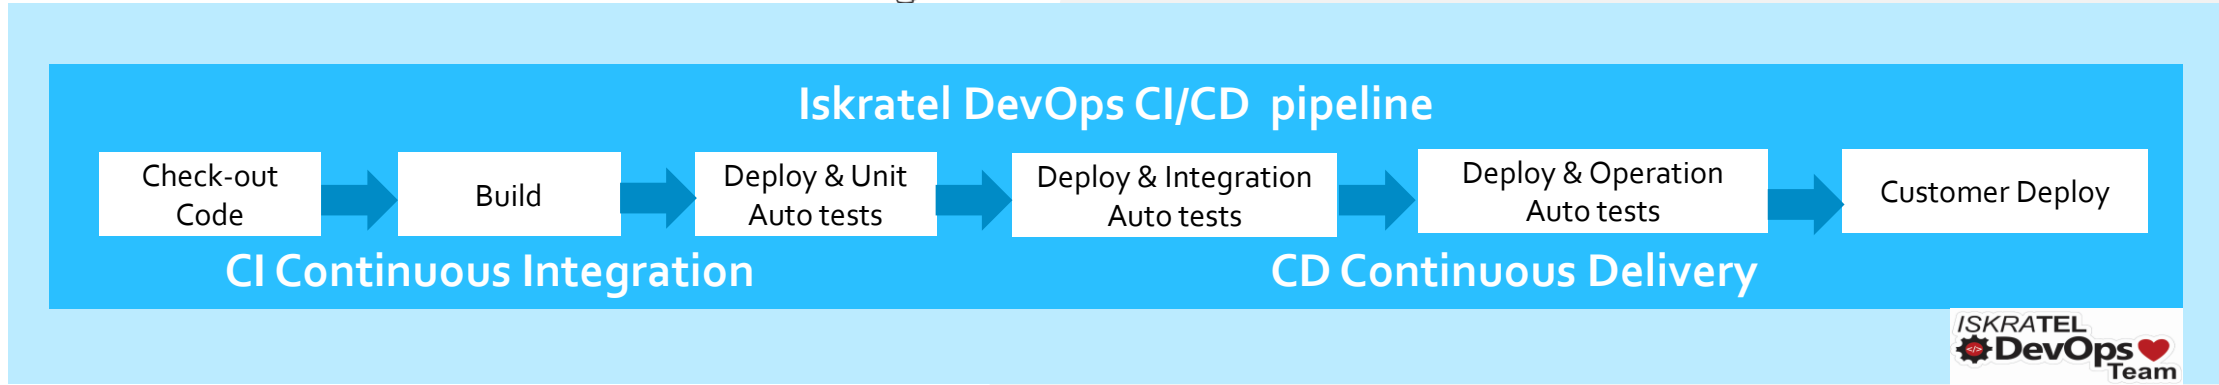 Iskratel DevOps CI/CD pipeline
Check-out
Code
Build
Deploy & Unit
Auto tests
Deploy & Integration
Auto tests
Deploy & Operation
Auto tests
Customer Deploy
CI Continuous Integration
CD Continuous Delivery
ISKRATEL
</> DevOps
Team